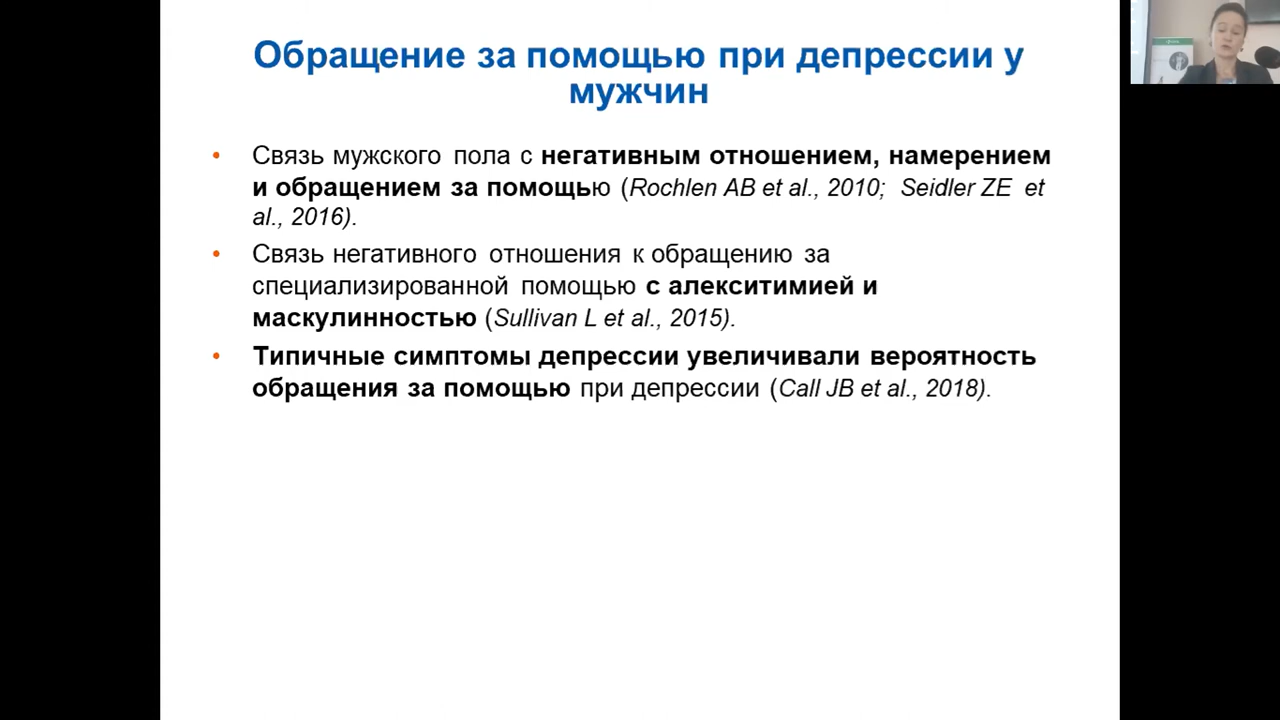 Обращение за помощью при депрессии у
мужчин
• Связь мужского пола с негативным отношением, намерением
и обращением за помощью (Rochlen AB et al., 2010; Seidler ZE et
al., 2016).
• Связь негативного отношения к обращению за
специализированной помощью с алекситимией и
маскулинностью (Sullivan L et al., 2015).
• Типичные симптомы депрессии увеличивали вероятность
обращения за помощью при депрессии (Call JB et al., 2018).